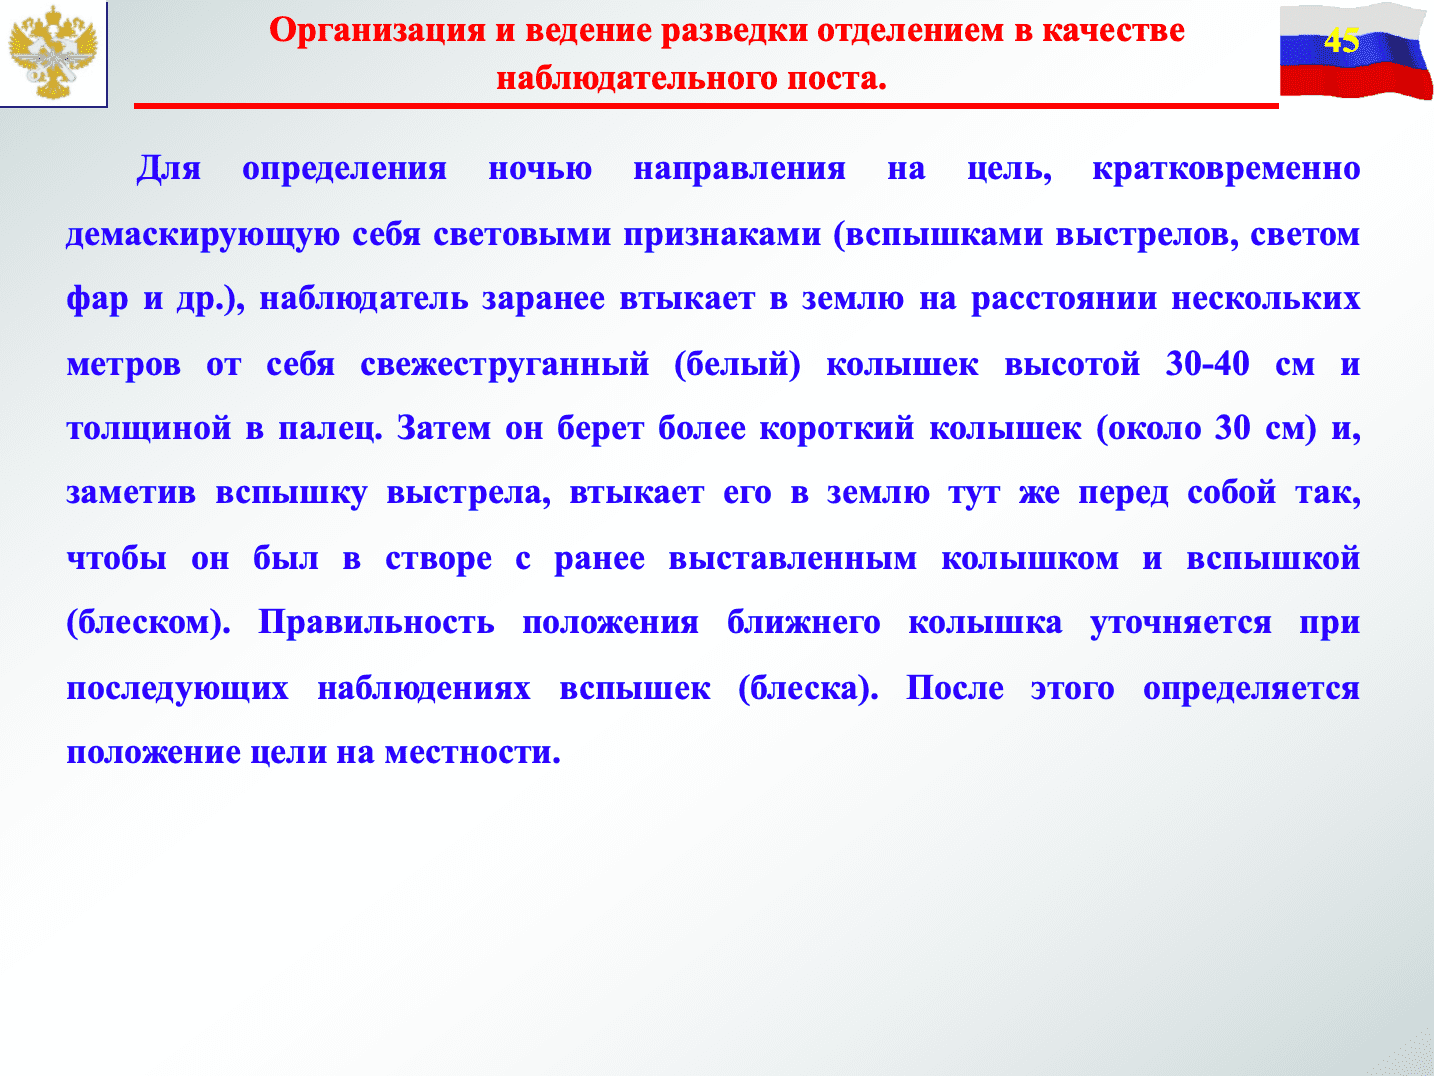 Организация и ведение разведки отделением в качестве
наблюдательного поста.
45
Для определения ночью направления на цель, кратковременно
демаскирующую себя световыми признаками (вспышками выстрелов, светом
фар и др.), наблюдатель заранее втыкает в землю на расстоянии нескольких
метров от себя свежеструганный (белый) колышек высотой 30-40 см и
толщиной в палец. Затем он берет более короткий колышек (около 30 см) и,
заметив вспышку выстрела, втыкает его в землю тут же перед собой так,
чтобы он был в створе с ранее выставленным колышком и вспышкой
(блеском). Правильность положения ближнего колышка уточняется при
последующих наблюдениях вспышек (блеска). После этого определяется
положение цели на местности.